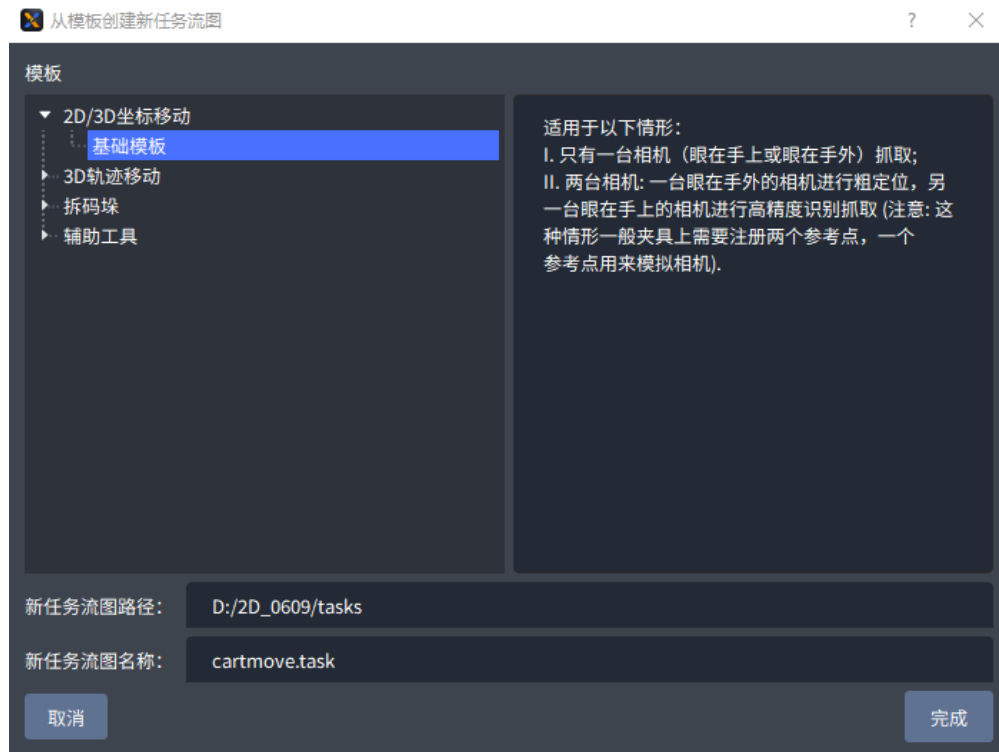 从模板创建新任务流图
模板
2D/3D坐标移动
基础模板
3D轨迹移动
拆码垛
辅助工具
适用于以下情形:
I. 只有一台相机（眼在手上或眼在手外）抓取;
II. 两台相机: 一台眼在手外的相机进行粗定位，另
一台眼在手上的相机进行高精度识别抓取 (注意: 这
种情形一般夹具上需要注册两个参考点，一个
参考点用来模拟相机).
新任务流图路径:
D:/2D_0609/tasks
新任务流图名称:
cartmove.task
取消
完成